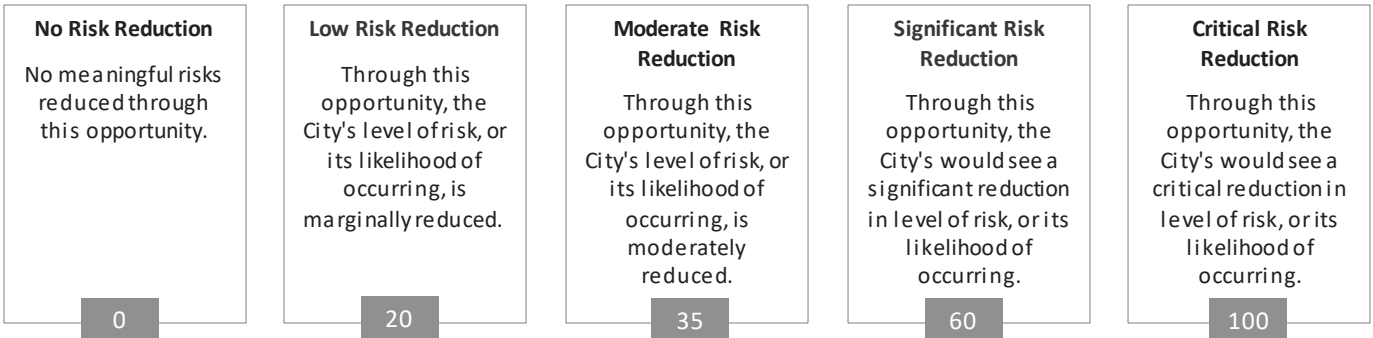 No Risk Reduction
No meaningful risks
reduced through
this opportunity.
0
Low Risk Reduction
Through this
opportunity, the
City's level of risk, or
its likelihood of
occurring, is
marginally reduced.
20
Moderate Risk
Reduction
Through this
opportunity, the
City's level of risk, or
its likelihood of
occurring, is
moderately
reduced.
35
Significant Risk
Reduction
Through this
opportunity, the
City's would see a
significant reduction
in level of risk, or its
likelihood of
occurring.
60
Critical Risk
Reduction
Through this
opportunity, the
City's would see a
critical reduction in
level of risk, or its
likelihood of
occurring.
100